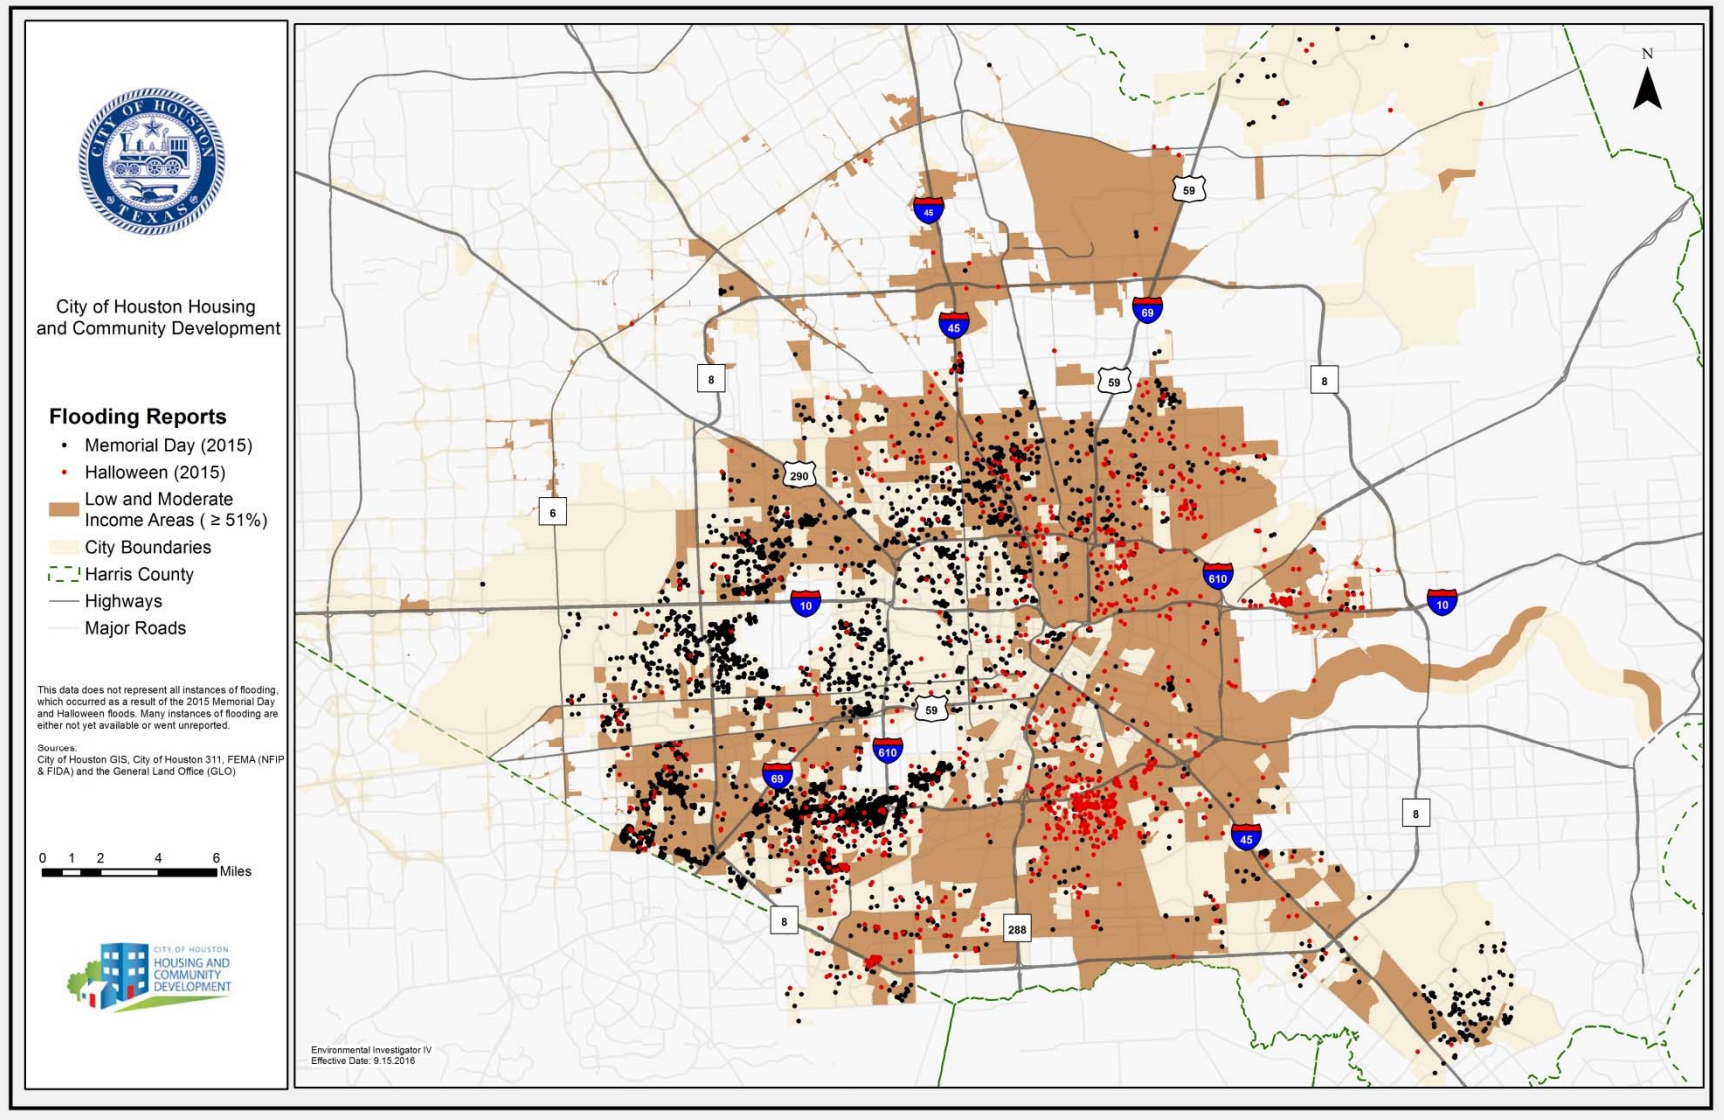 CITY OF HOUSTON
TEXAS
City of Houston Housing
and Community Development
Flooding Reports
Memorial Day (2015)
Halloween (2015)
Low and Moderate
Income Areas ( ≥ 51%)
City Boundaries
Harris County
Highways
Major Roads
This data does not represent all instances of flooding,
which occurred as a result of the 2015 Memorial Day
and Halloween floods. Many instances of flooding are
either not yet available or went unreported.
Sources:
City of Houston GIS, City of Houston 311, FEMA (NFIP
& FIDA) and the General Land Office (GLO)
0 1 2 4 6
Miles
CITY OF HOUSTON
HOUSING AND
COMMUNITY
DEVELOPMENT
N
59
45
69
45
8
59
8
290
6
610
10
10
59
610
69
8
45
8
288
Environmental Investigator IV
Effective Date: 9.15.2016